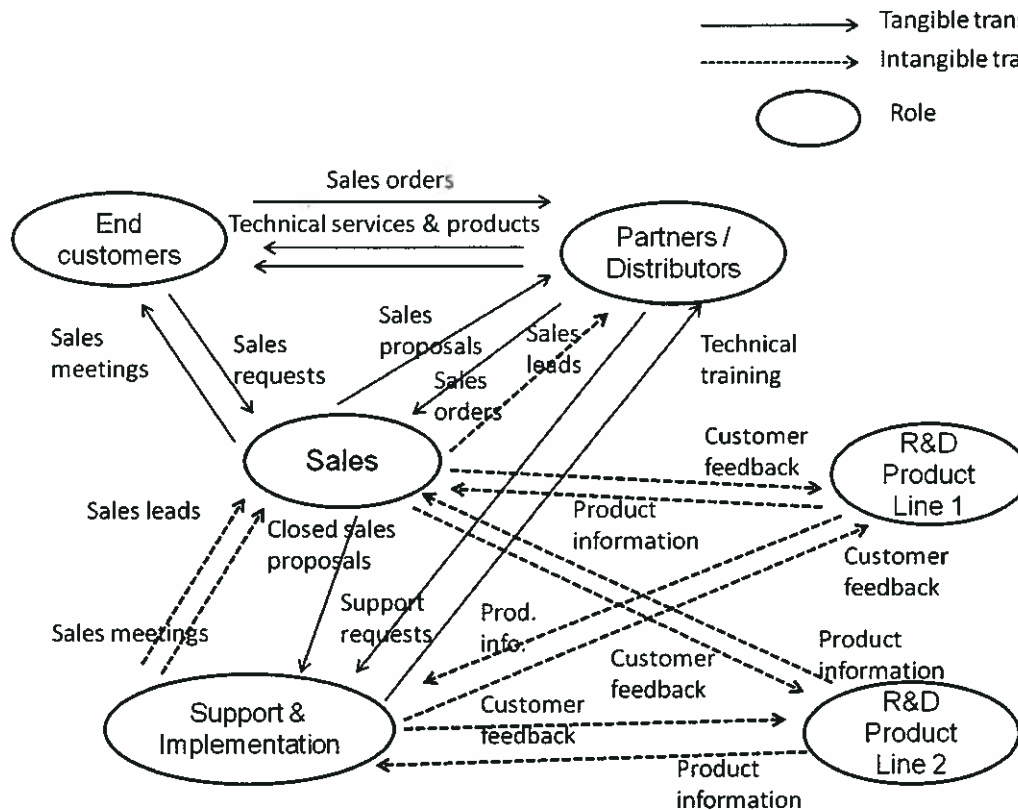 Tangible tran
Intangible tra
Role
Sales orders
Technical services & products
End
customers
Partners /
Distributors
Sales
meetings
Sales
requests
Sales
proposals
Sales
leads
Sales
orders
Technical
training
Sales
Customer
feedback
R&D
Product
Line 1
Sales leads
Closed sales
proposals
Product
information
Customer
feedback
Support
requests
Prod.
info.
Sales meetings
Customer
feedback
Product
information
Support &
Implementation
Customer
feedback
R&D
Product
Line 2
Product
information